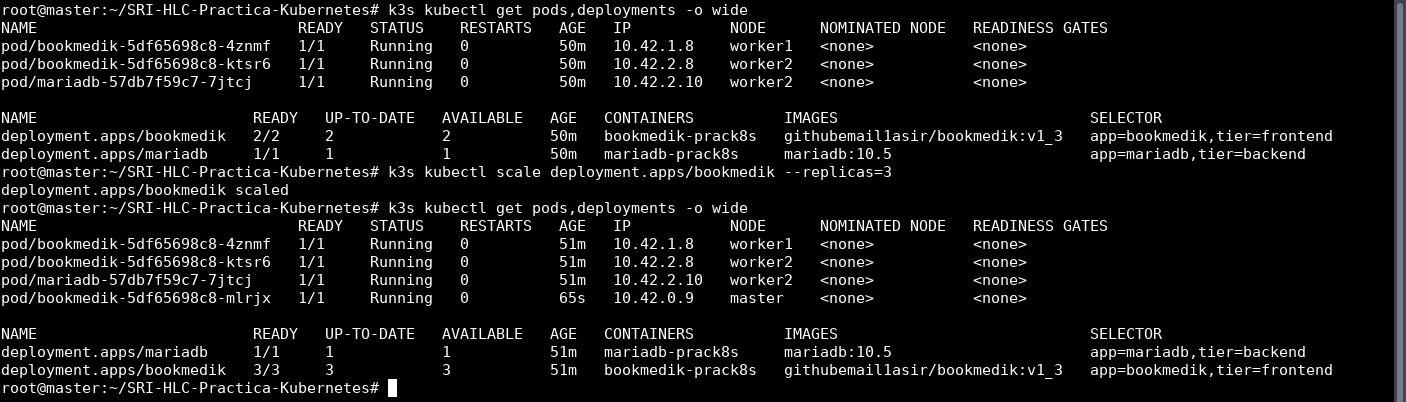 root@master:~/SRI-HLC-Practica-Kubernetes# k3s kubectl get pods,deployments -o wide
NAME                             READY   STATUS    RESTARTS   AGE   IP           NODE      NOMINATED NODE   READINESS GATES
pod/bookmedik-5df65698c8-4znmf   1/1     Running   0          50m   10.42.1.8    worker1   <none>           <none>
pod/bookmedik-5df65698c8-ktsr6   1/1     Running   0          50m   10.42.2.8    worker2   <none>           <none>
pod/mariadb-57db7f59c7-7jtcj     1/1     Running   0          50m   10.42.2.10   worker2   <none>           <none>

NAME                        READY   UP-TO-DATE   AVAILABLE   AGE   CONTAINERS          IMAGES                            SELECTOR
deployment.apps/bookmedik   2/2     2            2           50m   bookmedik-prack8s   githubemail1asir/bookmedik:v1_3   app=bookmedik,tier=frontend
deployment.apps/mariadb     1/1     1            1           50m   mariadb-prack8s     mariadb:10.5                      app=mariadb,tier=backend
root@master:~/SRI-HLC-Practica-Kubernetes# k3s kubectl scale deployment.apps/bookmedik --replicas=3
deployment.apps/bookmedik scaled
root@master:~/SRI-HLC-Practica-Kubernetes# k3s kubectl get pods,deployments -o wide
NAME                             READY   STATUS    RESTARTS   AGE   IP           NODE      NOMINATED NODE   READINESS GATES
pod/bookmedik-5df65698c8-4znmf   1/1     Running   0          51m   10.42.1.8    worker1   <none>           <none>
pod/bookmedik-5df65698c8-ktsr6   1/1     Running   0          51m   10.42.2.8    worker2   <none>           <none>
pod/mariadb-57db7f59c7-7jtcj     1/1     Running   0          51m   10.42.2.10   worker2   <none>           <none>
pod/bookmedik-5df65698c8-mlrjx   1/1     Running   0          65s   10.42.0.9    master    <none>           <none>

NAME                        READY   UP-TO-DATE   AVAILABLE   AGE   CONTAINERS          IMAGES                            SELECTOR
deployment.apps/mariadb     1/1     1            1           51m   mariadb-prack8s     mariadb:10.5                      app=mariadb,tier=backend
deployment.apps/bookmedik   3/3     3            3           51m   bookmedik-prack8s   githubemail1asir/bookmedik:v1_3   app=bookmedik,tier=frontend
root@master:~/SRI-HLC-Practica-Kubernetes#